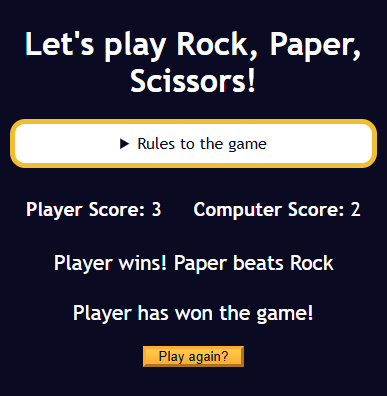 Let's play Rock, Paper,
Scissors!
▶ Rules to the game
Player Score: 3 Computer Score: 2
Player wins! Paper beats Rock
Player has won the game!
Play again?